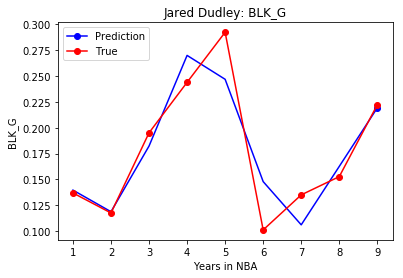 Jared Dudley: BLK_G
Prediction
True
BLK_G
0.300
0.275
0.250
0.225
0.200
0.175
0.150
0.125
0.100
1 2 3 4 5 6 7 8 9
Years in NBA